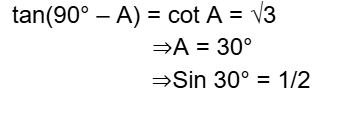 tan(90° – A) = cot A = √3
⇒A = 30°
⇒Sin 30° = 1/2